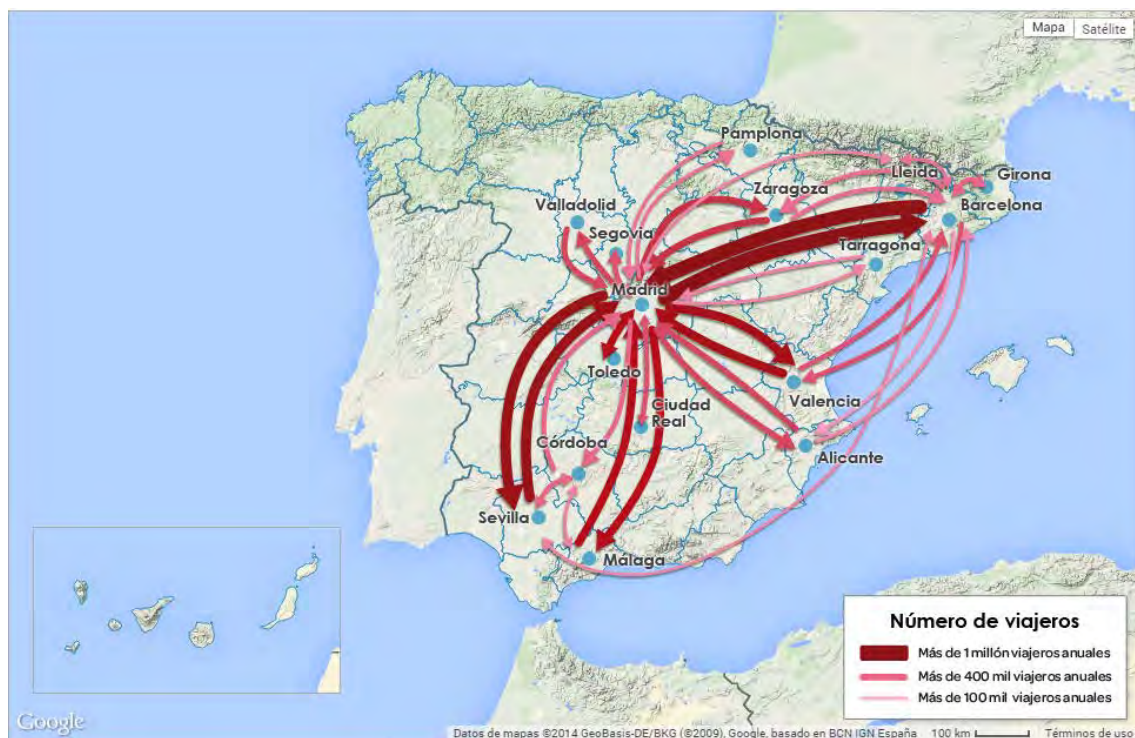 Mapa Satélite
Pamplona
Lleida
Girona
Zaragoza
Barcelona
Valladolid
Segovia
Tarragona
Madrid
Toledo
Valencia
Ciudad
Real
Córdoba
Alicante
Sevilla
Málaga
Número de viajeros
Más de 1 millón viajeros anuales
Más de 400 mil viajeros anuales
Más de 100 mil viajeros anuales
Google
Datos de mapas ©2014 GeoBasis-DE/BKG (©2009), Google, basado en BCN IGN España 100 km Términos de uso